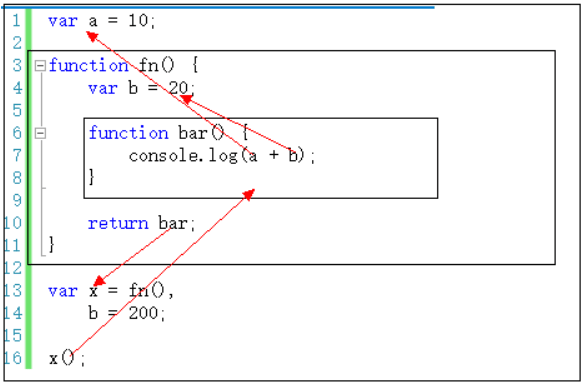 1 var a = 10;
2
3 function fn() {
4 var b = 20;
5
6 function bar() {
7 console.log(a + b);
8 }
9
10 return bar;
11 }
12
13 var x = fn(),
14 b = 200;
15
16 x();